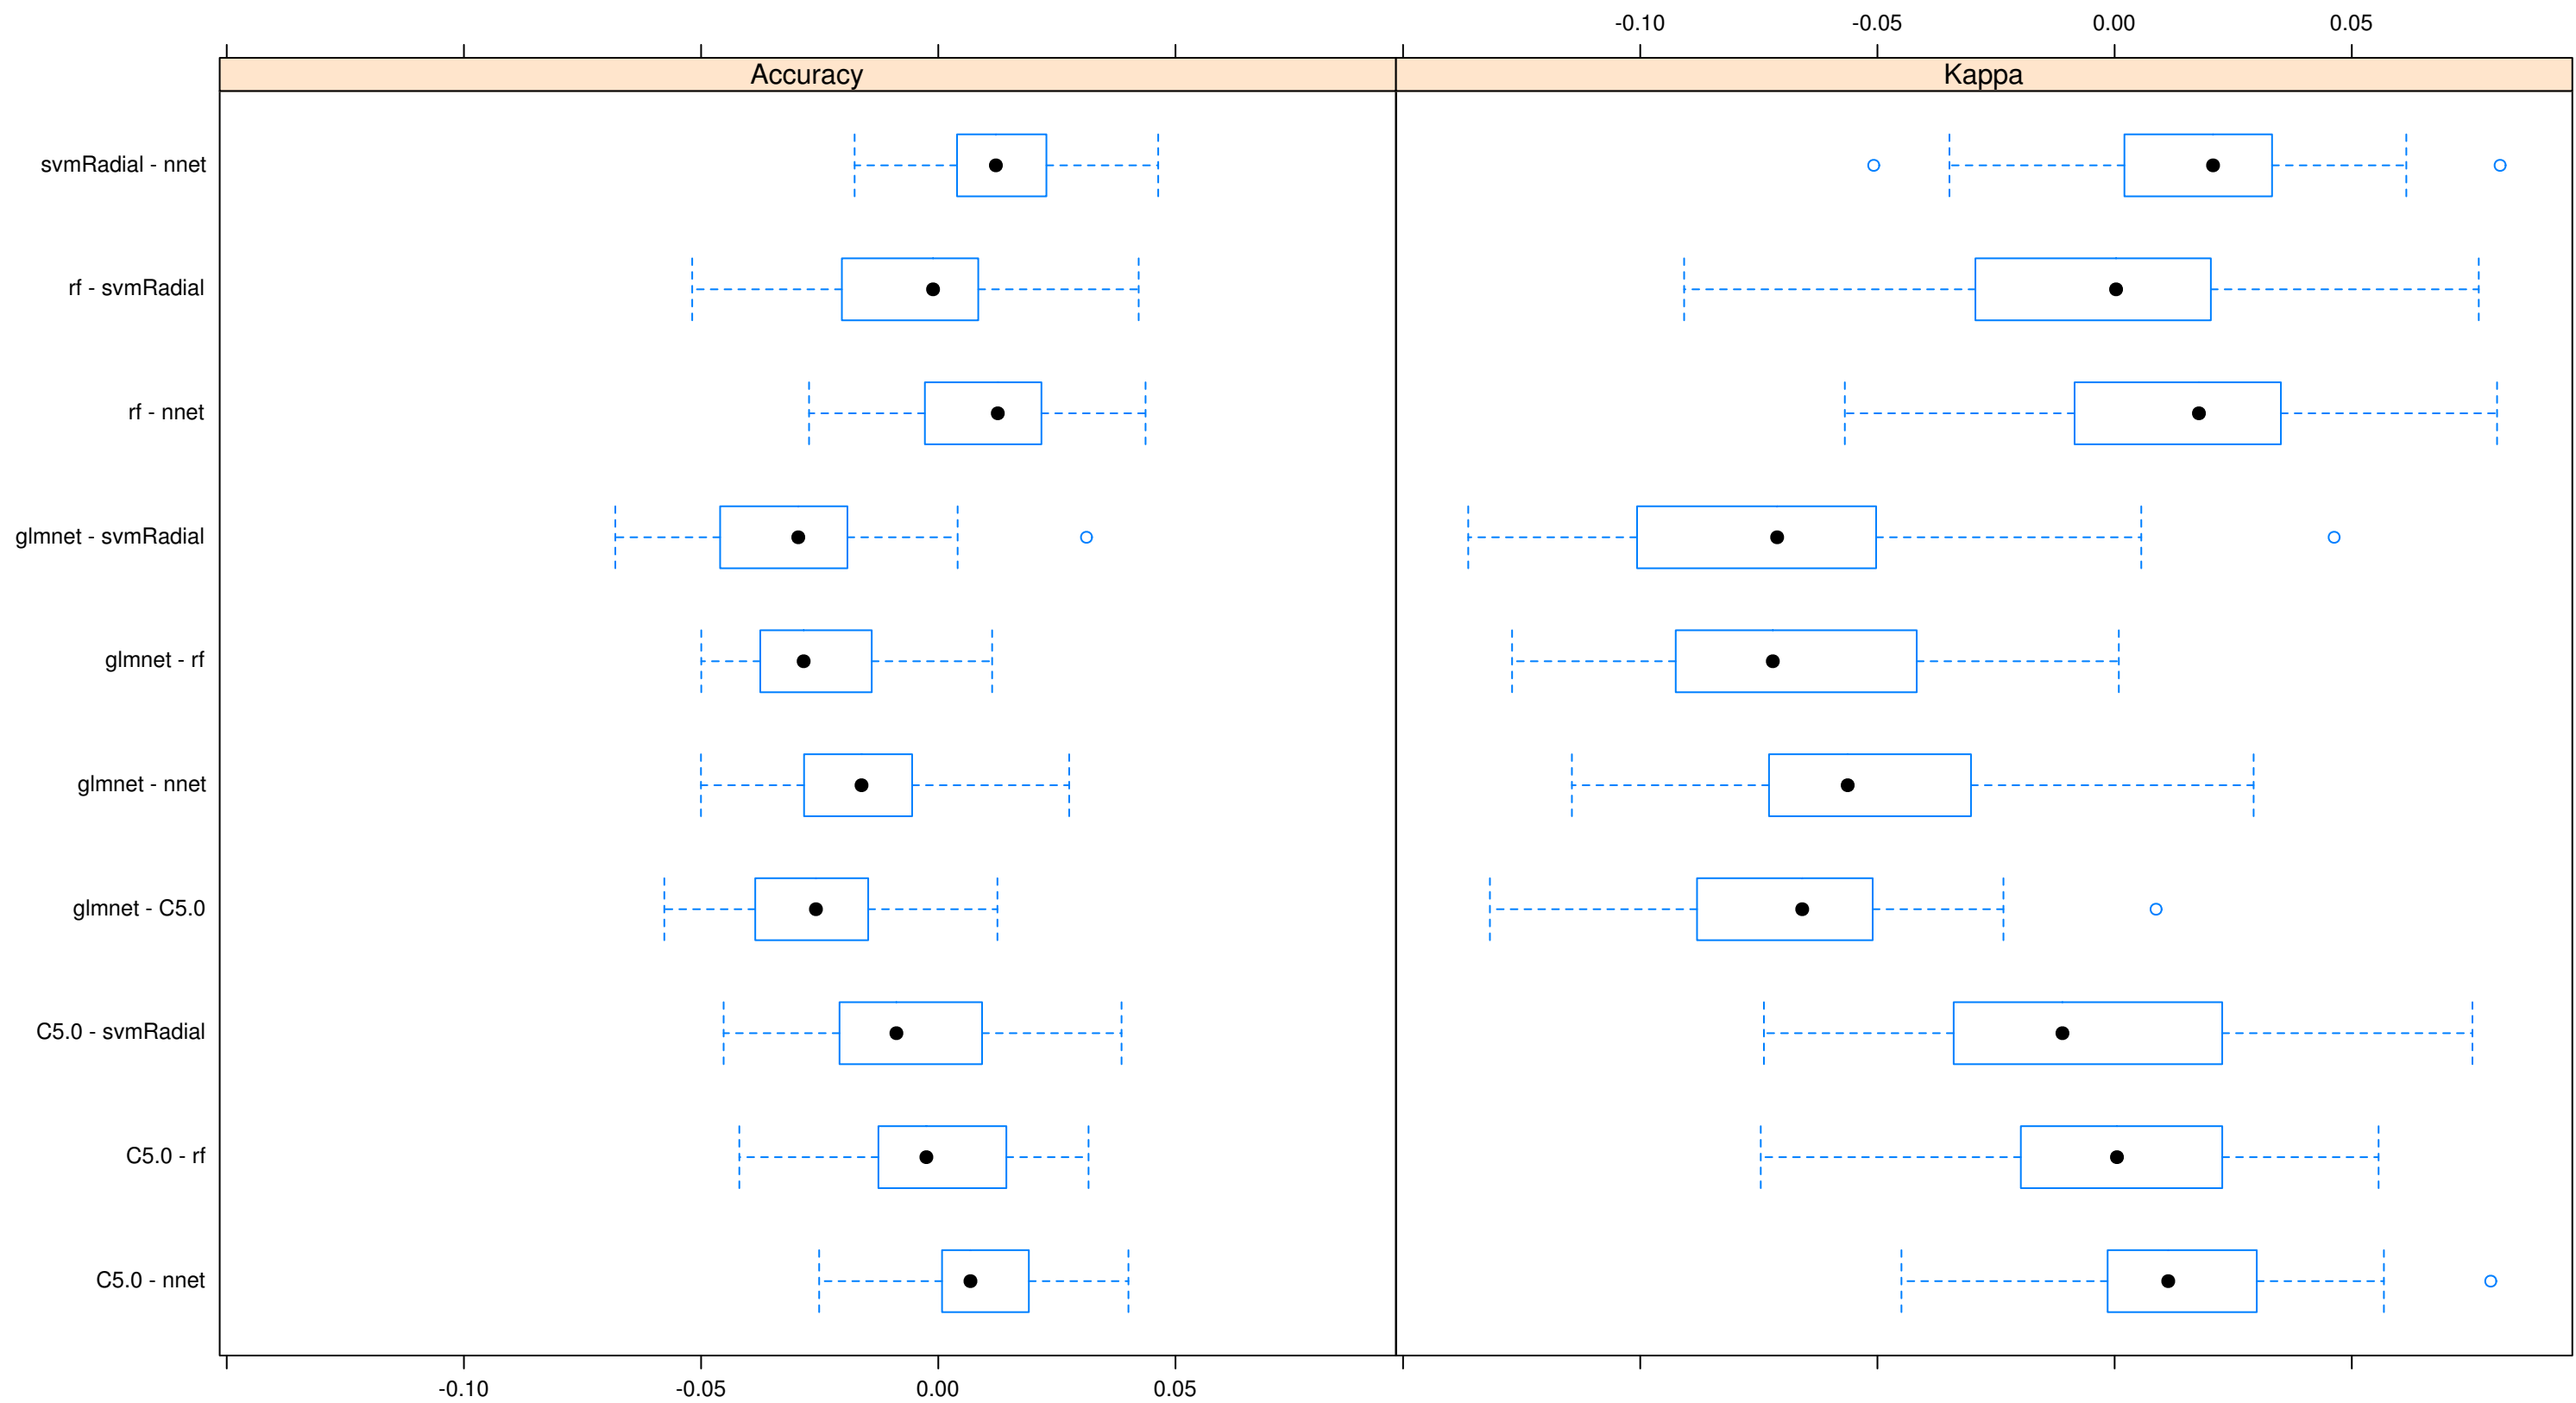 -0.10 -0.05 0.00 0.05
Accuracy Kappa
svmRadial - nnet
rf - svmRadial
rf - nnet
glmnet - svmRadial
glmnet - rf
glmnet - nnet
glmnet - C5.0
C5.0 - svmRadial
C5.0 - rf
C5.0 - nnet
-0.10 -0.05 0.00 0.05